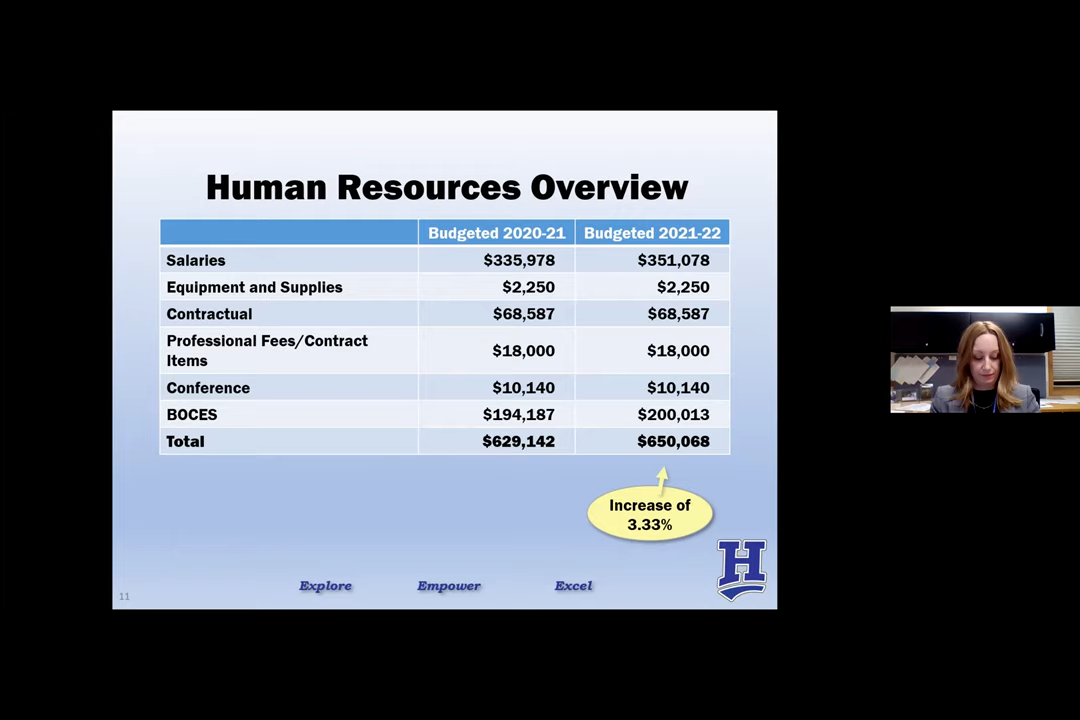 Human Resources Overview
Budgeted 2020-21 Budgeted 2021-22
Salaries $335,978 $351,078
Equipment and Supplies $2,250 $2,250
Contractual $68,587 $68,587
Professional Fees/Contract
Items $18,000 $18,000
Conference $10,140 $10,140
BOCES $194,187 $200,013
Total $629,142 $650,068
Increase of
3.33%
H
Explore Empower Excel
11